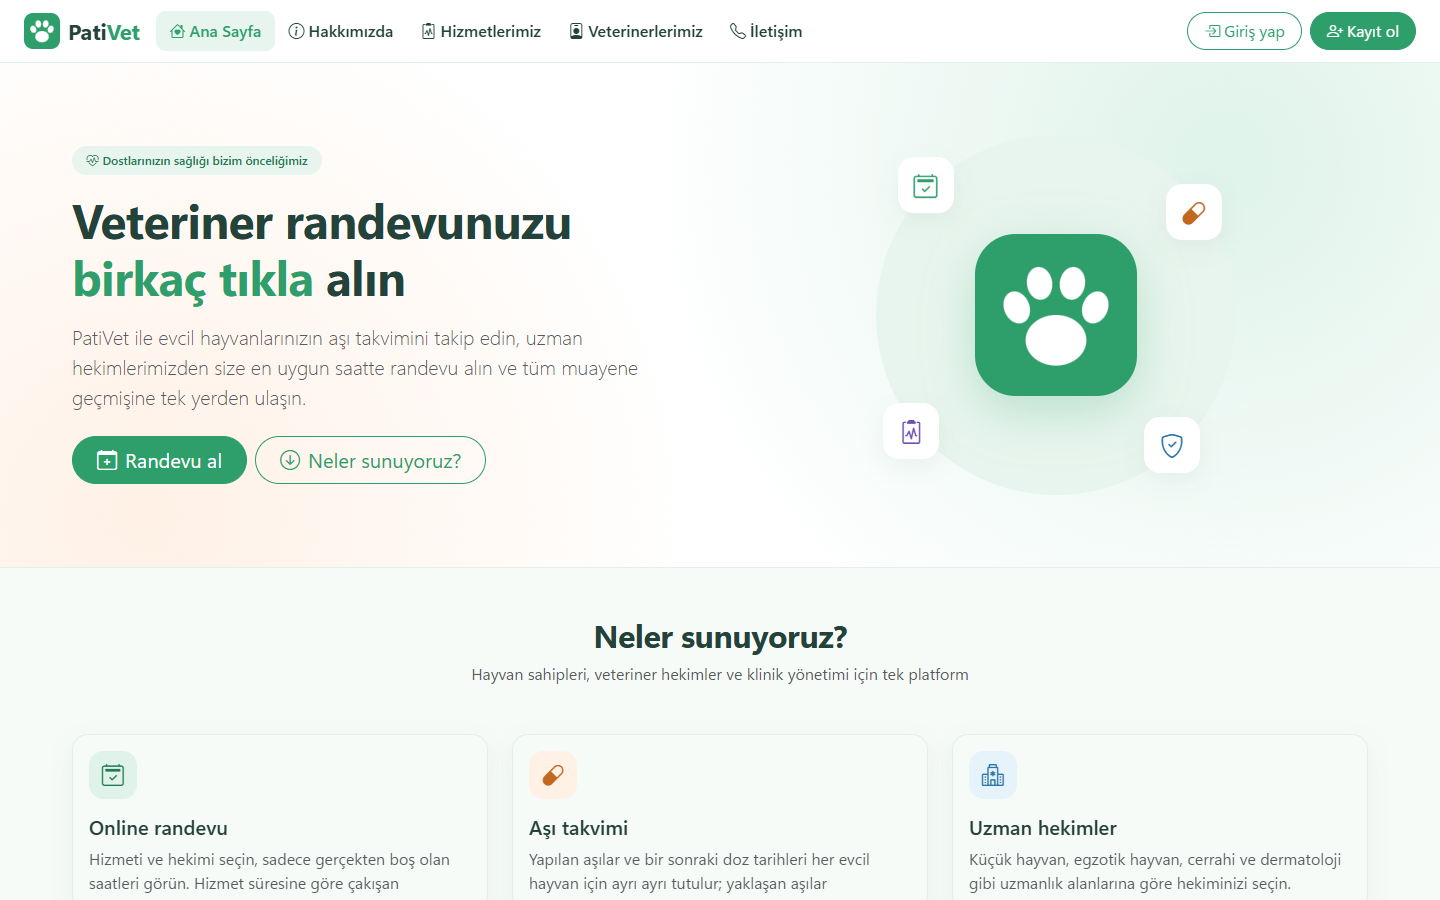 PatiVet
Ana Sayfa
Hakkımızda
Hizmetlerimiz
Veterinerlerimiz
İletişim
Giriş yap
Kayıt ol
Dostlarınızın sağlığı bizim önceliğimiz
Veteriner randevunuzu
birkaç tıkla alın
PatiVet ile evcil hayvanlarınızın aşı takvimini takip edin, uzman
hekimlerimizden size en uygun saatte randevu alın ve tüm muayene
geçmişine tek yerden ulaşın.
Randevu al
Neler sunuyoruz?
Neler sunuyoruz?
Hayvan sahipleri, veteriner hekimler ve klinik yönetimi için tek platform
Online randevu
Hizmeti ve hekimi seçin, sadece gerçekten boş olan
saatleri görün. Hizmet süresine göre çakışan
Aşı takvimi
Yapılan aşılar ve bir sonraki doz tarihleri her evcil
hayvan için ayrı ayrı tutulur; yaklaşan aşılar
Uzman hekimler
Küçük hayvan, egzotik hayvan, cerrahi ve dermatoloji
gibi uzmanlık alanlarına göre hekiminizi seçin.